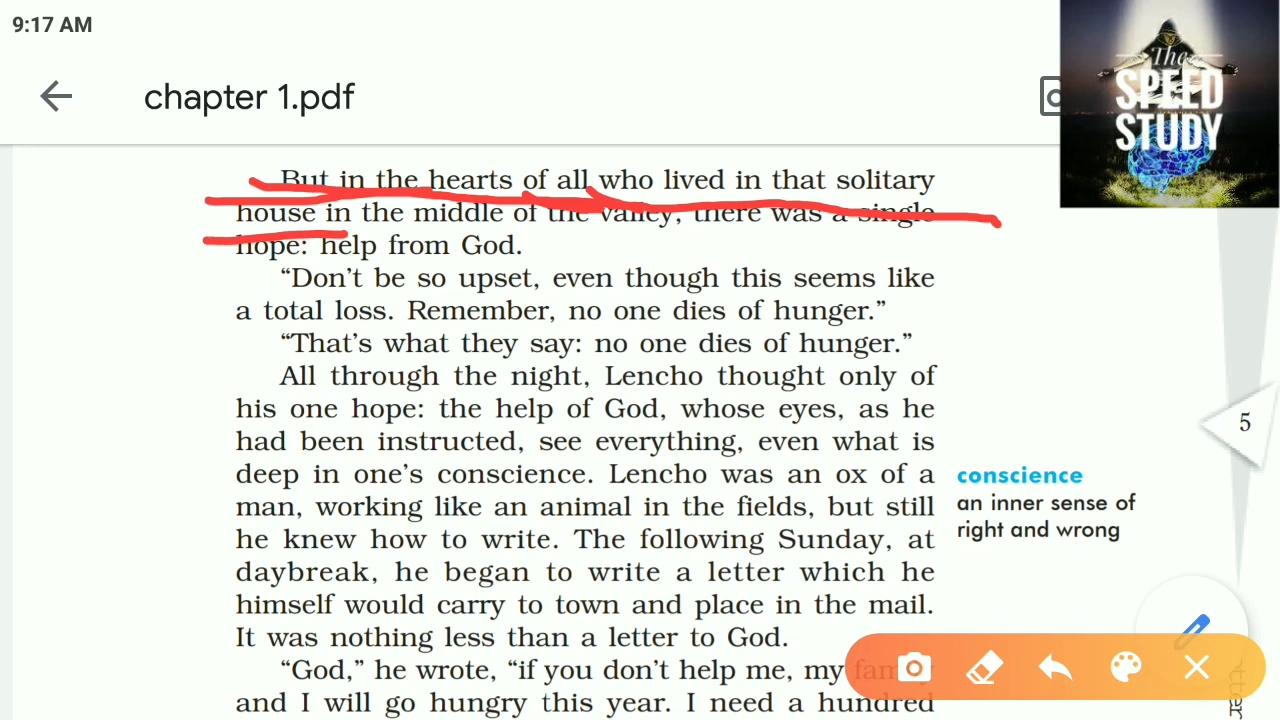 9:17 AM
The
SPEED
STUDY
chapter 1.pdf
But in the hearts of all who lived in that solitary
house in the middle of the valley, there was a single
hope: help from God.
“Don’t be so upset, even though this seems like
a total loss. Remember, no one dies of hunger.”
“That’s what they say: no one dies of hunger.”
All through the night, Lencho thought only of
his one hope: the help of God, whose eyes, as he
had been instructed, see everything, even what is
deep in one’s conscience. Lencho was an ox of a
man, working like an animal in the fields, but still
he knew how to write. The following Sunday, at
daybreak, he began to write a letter which he
himself would carry to town and place in the mail.
It was nothing less than a letter to God.
“God,” he wrote, “if you don’t help me, my family
and I will go hungry this year. I need a hundred
5
conscience
an inner sense of
right and wrong